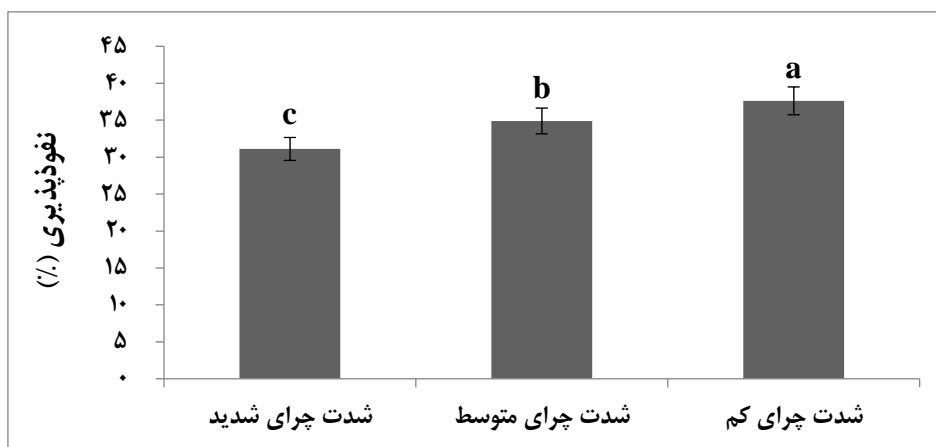 نفوذپذیری (٪)
۴۵
۴۰
۳۵
۳۰
۲۵
۲۰
۱۵
۱۰
۵
۰
a
b
c
شدت چرای کم
شدت چرای متوسط
شدت چرای شدید